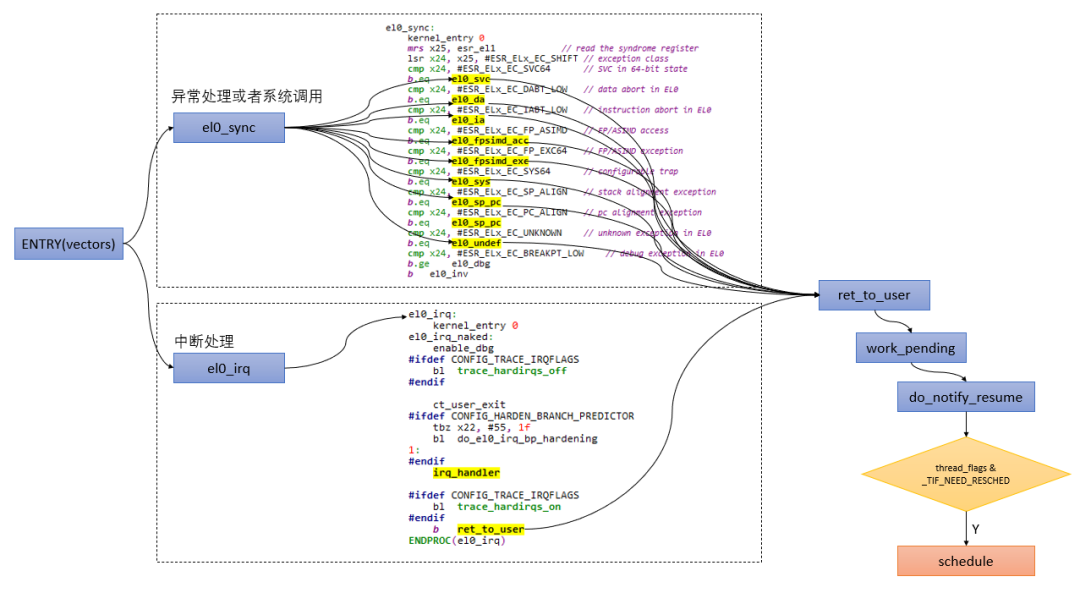 ENTRY(vectors)
异常处理或者系统调用
el0_sync
el0_sync:
kernel_entry 0
mrs x25, esr_el1 // read the syndrome register
lsr x24, x25, #ESR_ELx_EC_SHIFT // exception class
cmp x24, #ESR_ELx_EC_SVC64 // SVC in 64-bit state
b.eq el0_svc
cmp x24, #ESR_ELx_EC_DABT_LOW // data abort in EL0
b.eq el0_da
cmp x24, #ESR_ELx_EC_IABT_LOW // instruction abort in EL0
b.eq el0_ia
cmp x24, #ESR_ELx_EC_FP_ASIMD // FP/ASIMD access
b.eq el0_fpsimd_acc
cmp x24, #ESR_ELx_EC_FP_EXC64 // FP/ASIMD exception
b.eq el0_fpsimd_exc
cmp x24, #ESR_ELx_EC_SYS64 // configurable trap
b.eq el0_sys
cmp x24, #ESR_ELx_EC_SP_ALIGN // stack alignment exception
b.eq el0_sp_pc
cmp x24, #ESR_ELx_EC_PC_ALIGN // pc alignment exception
b.eq el0_sp_pc
cmp x24, #ESR_ELx_EC_UNKNOWN // unknown exception in EL0
b.eq el0_undef
cmp x24, #ESR_ELx_EC_BREAKPT_LOW // debug exception in EL0
b.ge el0_dbg
b el0_inv
中断处理
el0_irq
el0_irq:
kernel_entry 0
el0_irq_naked:
enable_dbg
#ifdef CONFIG_TRACE_IRQFLAGS
bl trace_hardirqs_off
#endif
ct_user_exit
#ifdef CONFIG_HARDEN_BRANCH_PREDICTOR
tbz x22, #55, 1f
bl do_el0_irq_bp_hardening
1:
#endif
irq_handler
#ifdef CONFIG_TRACE_IRQFLAGS
bl trace_hardirqs_on
#endif
b ret_to_user
ENDPROC(el0_irq)
ret_to_user
work_pending
do_notify_resume
thread_flags &
_TIF_NEED_RESCHED
Y
schedule